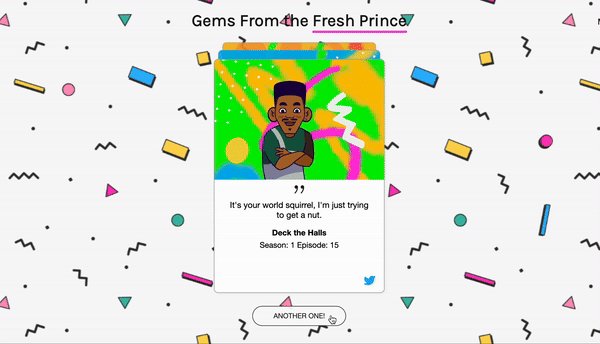 Gems From the Fresh Prince
”
It's your world squirrel, I'm just trying
to get a nut.
Deck the Halls
Season: 1 Episode: 15
ANOTHER ONE!